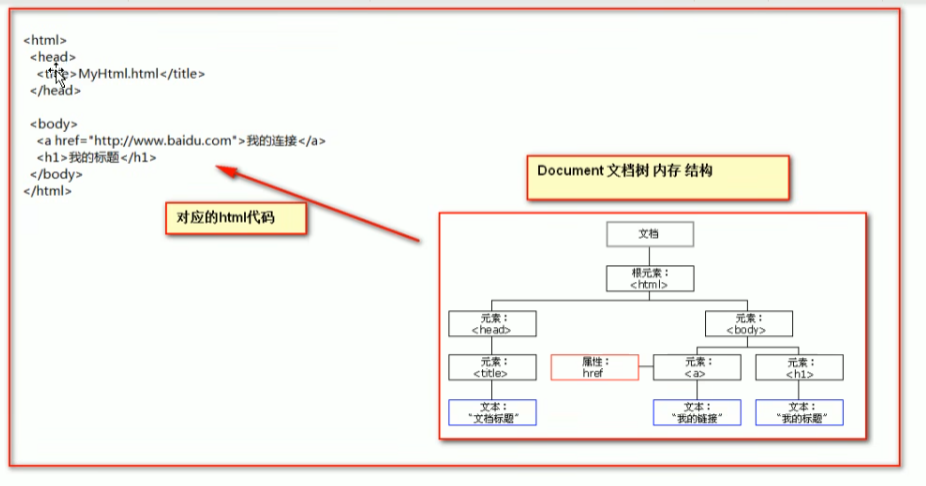 <html>
<head>
<title>MyHtml.html</title>
</head>
<body>
<a href="http://www.baidu.com">我的连接</a>
<h1>我的标题</h1>
</body>
</html>
对应的html代码
Document 文档树 内存 结构
文档
根元素：
<html>
元素：
<head>
元素：
<body>
元素：
<title>
属性：
href
元素：
<a>
元素：
<h1>
文本：
“文档标题”
文本：
“我的链接”
文本：
“我的标题”